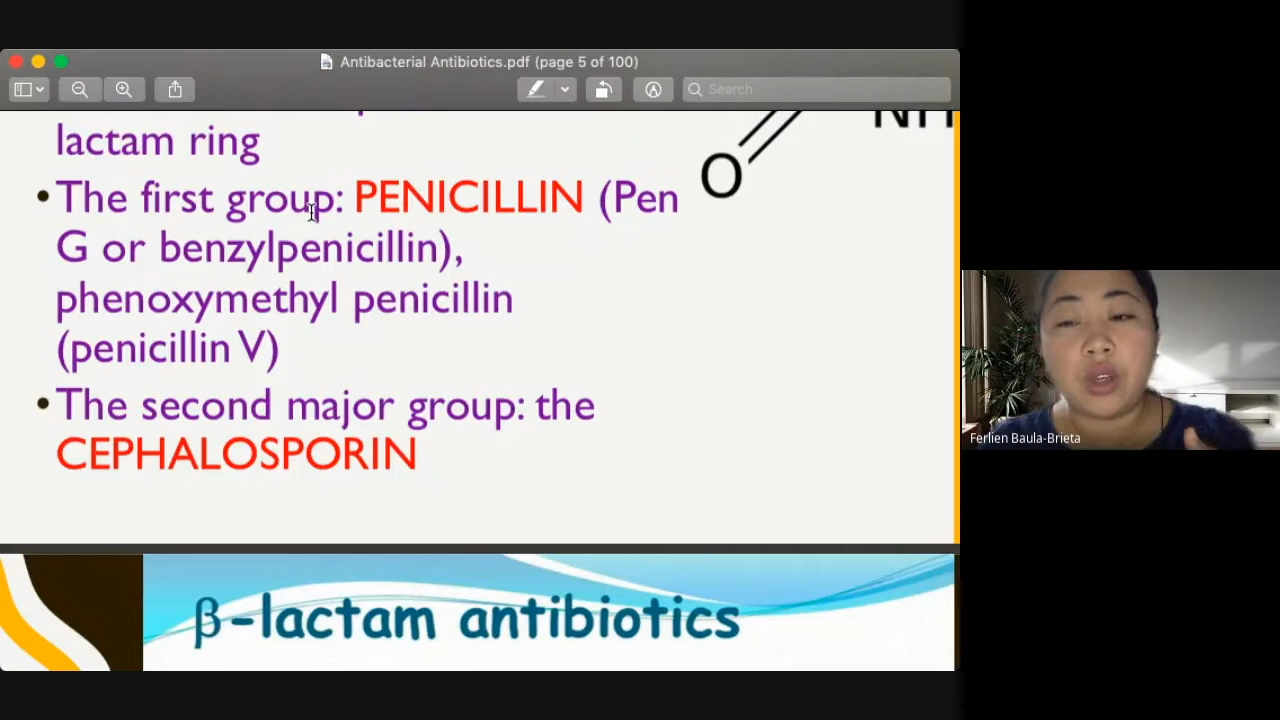 Antibacterial Antibiotics.pdf (page 5 of 100)
Search
lactam ring
NH
O
• The first group: PENICILLIN (Pen
G or benzylpenicillin),
phenoxymethyl penicillin
(penicillin V)
• The second major group: the
CEPHALOSPORIN
Ferlien Baula-Brieta
β-lactam antibiotics